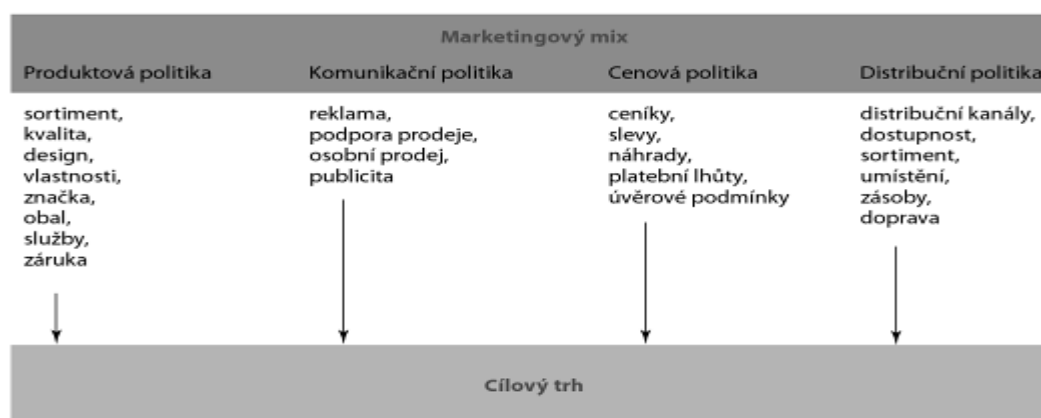 Marketingový mix
Produktová politika
Komunikační politika
Cenová politika
Distribuční politika
sortiment,
kvalita,
design,
vlastnosti,
značka,
obal,
služby,
záruka
reklama,
podpora prodeje,
osobní prodej,
publicita
ceníky,
slevy,
náhrady,
platební lhůty,
úvěrové podmínky
distribuční kanály,
dostupnost,
sortiment,
umístění,
zásoby,
doprava
Cílový trh